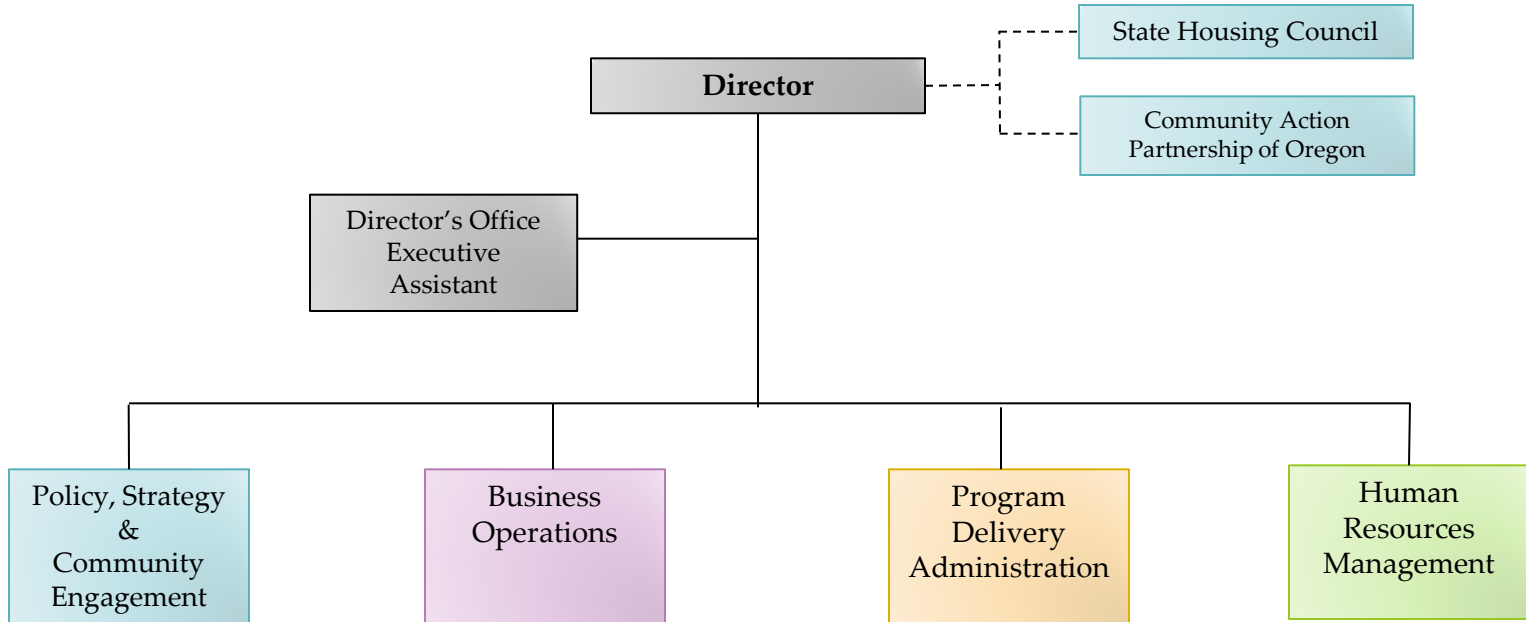 State Housing Council
Director
Community Action
Partnership of Oregon
Director’s Office
Executive
Assistant
Policy, Strategy
&
Community
Engagement
Business
Operations
Program
Delivery
Administration
Human
Resources
Management